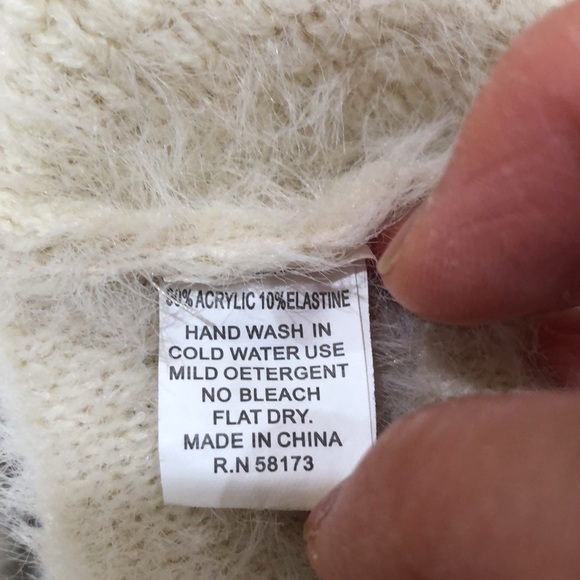 ACRYLIC 10%ELASTINE
HAND WASH IN
COLD WATER USE
MILD OETERGENT
NO BLEACH
FLAT DRY.
MADE IN CHINA
R.N 58173